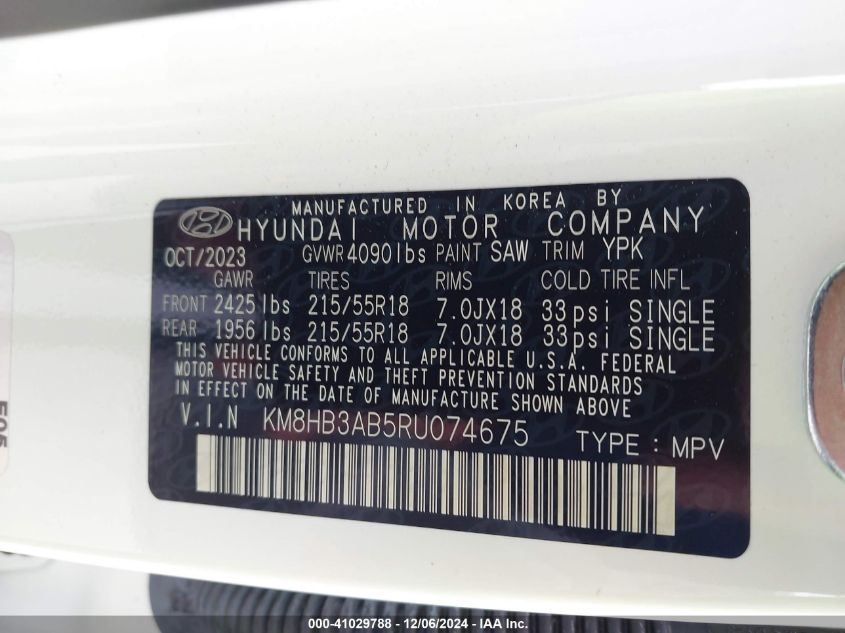 MANUFACTURED IN KOREA BY
HYUNDAI MOTOR COMPANY
OCT/2023 GVWR 4090lbs PAINT SAW TRIM YPK
GAWR TIRES RIMS COLD TIRE INFL
FRONT 2425lbs 215/55R18 7.0JX18 33psi SINGLE
REAR 1956lbs 215/55R18 7.0JX18 33psi SINGLE
THIS VEHICLE CONFORMS TO ALL APPLICABLE U.S.A. FEDERAL
MOTOR VEHICLE SAFETY AND THEFT PREVENTION STANDARDS
IN EFFECT ON THE DATE OF MANUFACTURE SHOWN ABOVE
V.I.N KM8HB3AB5RU074675 TYPE : MPV
000-41029788 - 12/06/2024 - IAA Inc.